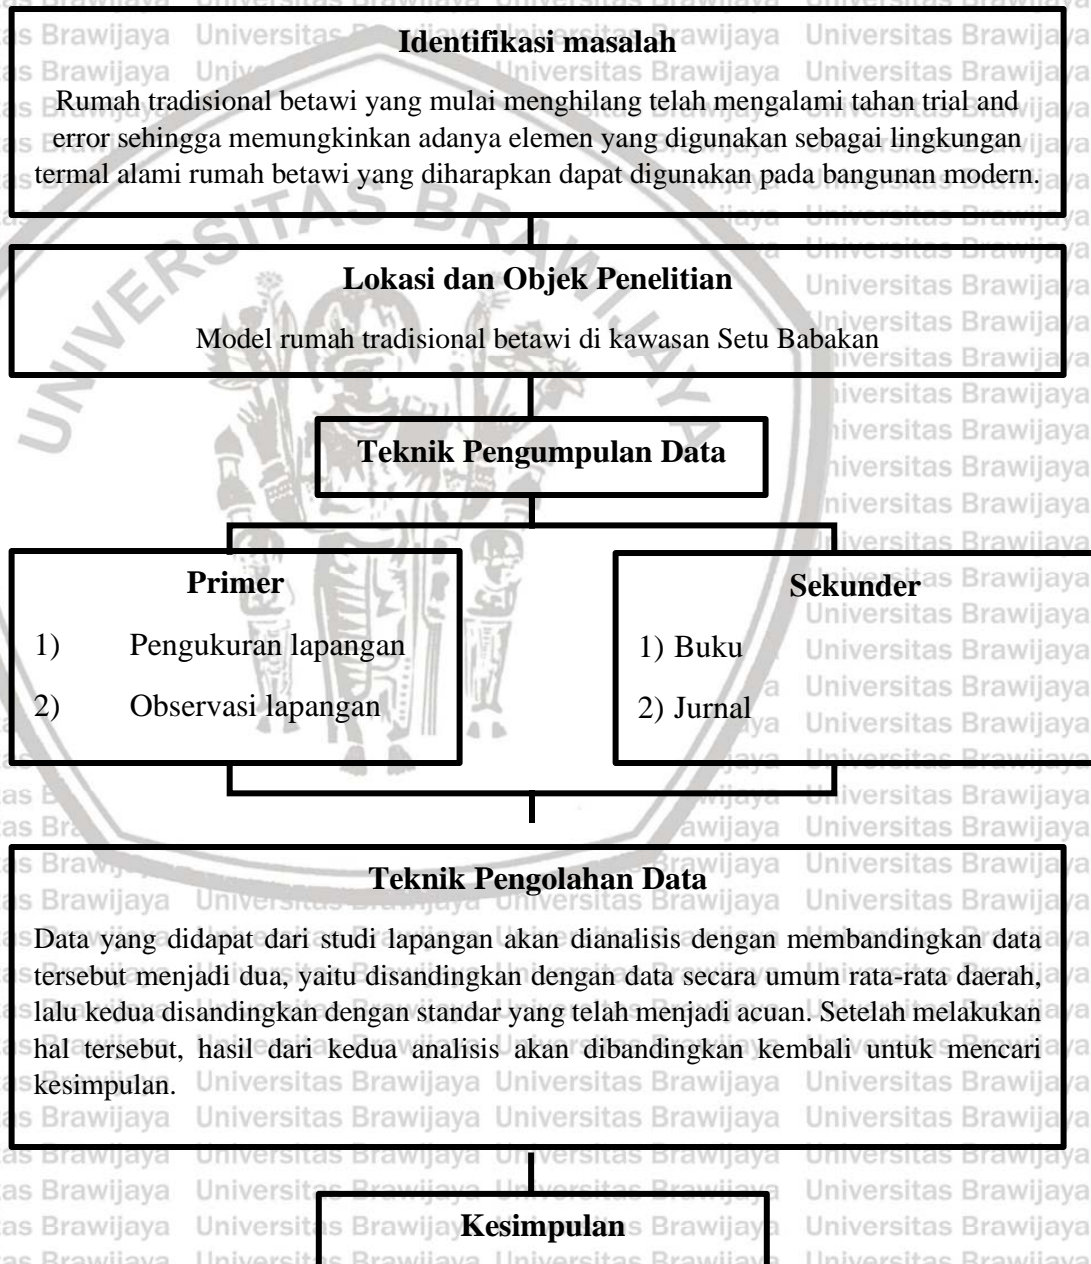 Identifikasi masalah
Rumah tradisional betawi yang mulai menghilang telah mengalami tahan trial and
error sehingga memungkinkan adanya elemen yang digunakan sebagai lingkungan
termal alami rumah betawi yang diharapkan dapat digunakan pada bangunan modern.
Lokasi dan Objek Penelitian
Model rumah tradisional betawi di kawasan Setu Babakan
Teknik Pengumpulan Data
Primer
1) Pengukuran lapangan
2) Observasi lapangan
Sekunder
1) Buku
2) Jurnal
Teknik Pengolahan Data
Data yang didapat dari studi lapangan akan dianalisis dengan membandingkan data
tersebut menjadi dua, yaitu disandingkan dengan data secara umum rata-rata daerah,
lalu kedua disandingkan dengan standar yang telah menjadi acuan. Setelah melakukan
hal tersebut, hasil dari kedua analisis akan dibandingkan kembali untuk mencari
kesimpulan.
Kesimpulan
UNIVERSITAS BRAWIJAYA